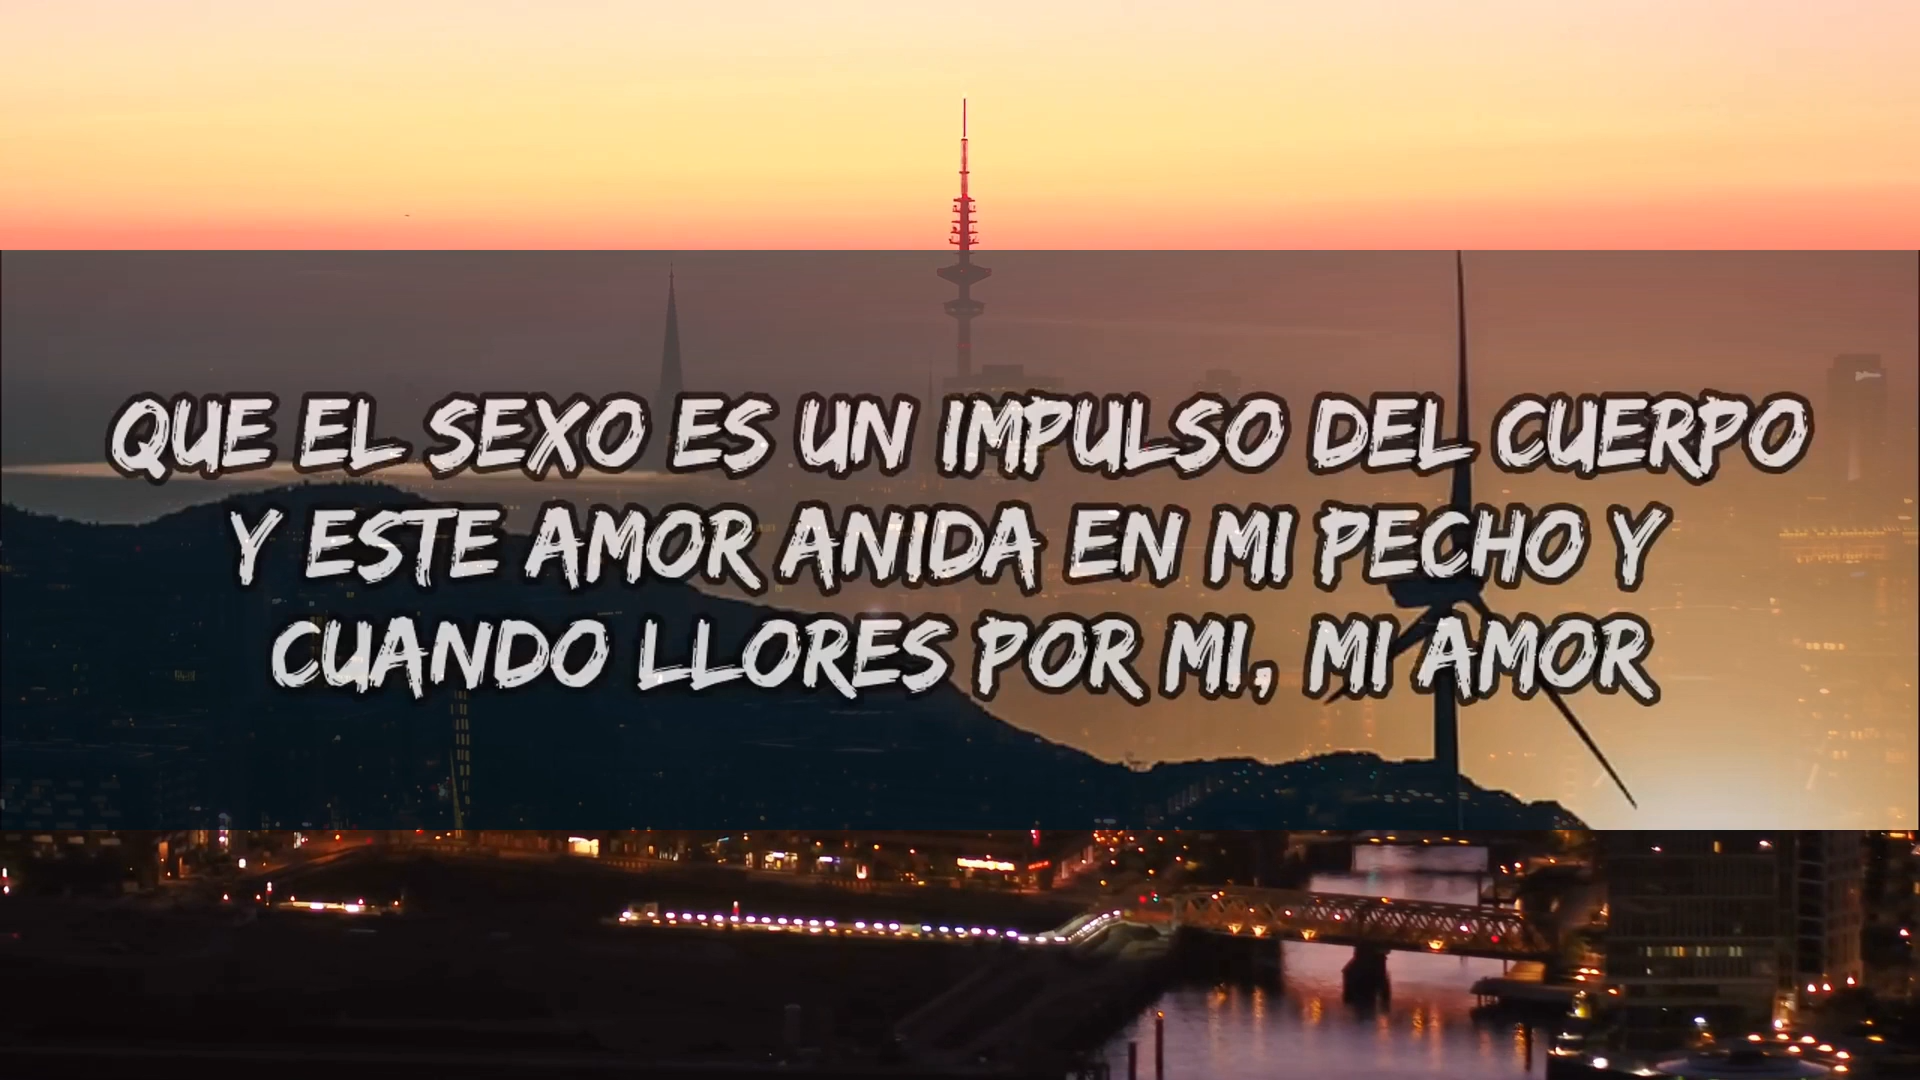 QUE EL SEXO ES UN IMPULSO DEL CUERPO
Y ESTE AMOR ANIDA EN MI PECHO Y
CUANDO LLORES POR MI, MI AMOR